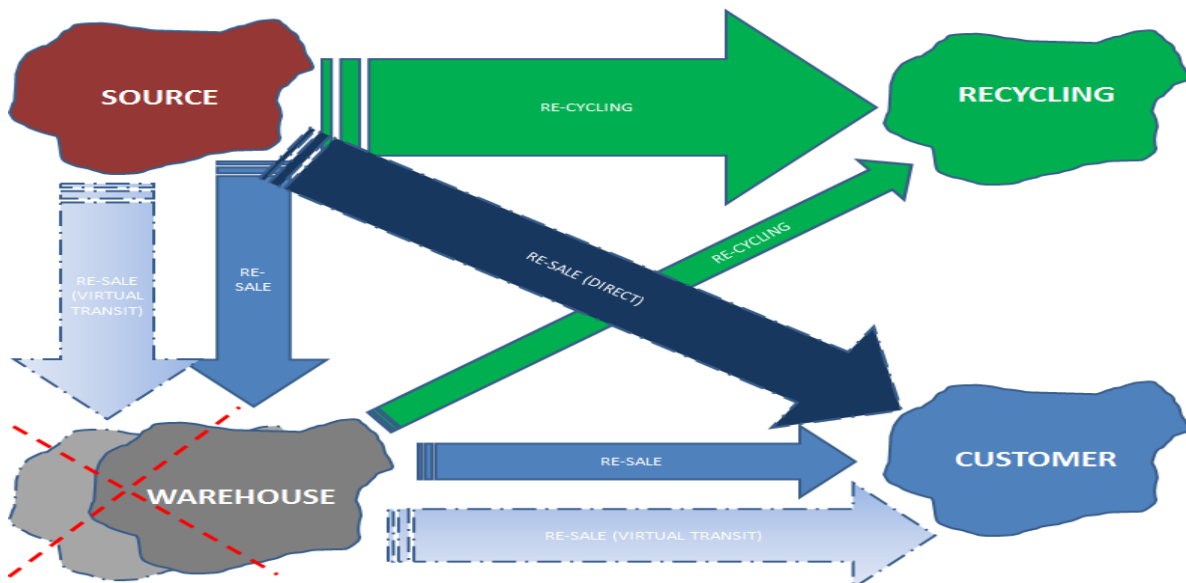 SOURCE
RE-CYCLING
RECYCLING
RE-CYCLING
RE-SALE (DIRECT)
RE-SALE
(VIRTUAL
TRANSIT)
RE-
SALE
WAREHOUSE
RE-SALE
CUSTOMER
RE-SALE (VIRTUAL TRANSIT)